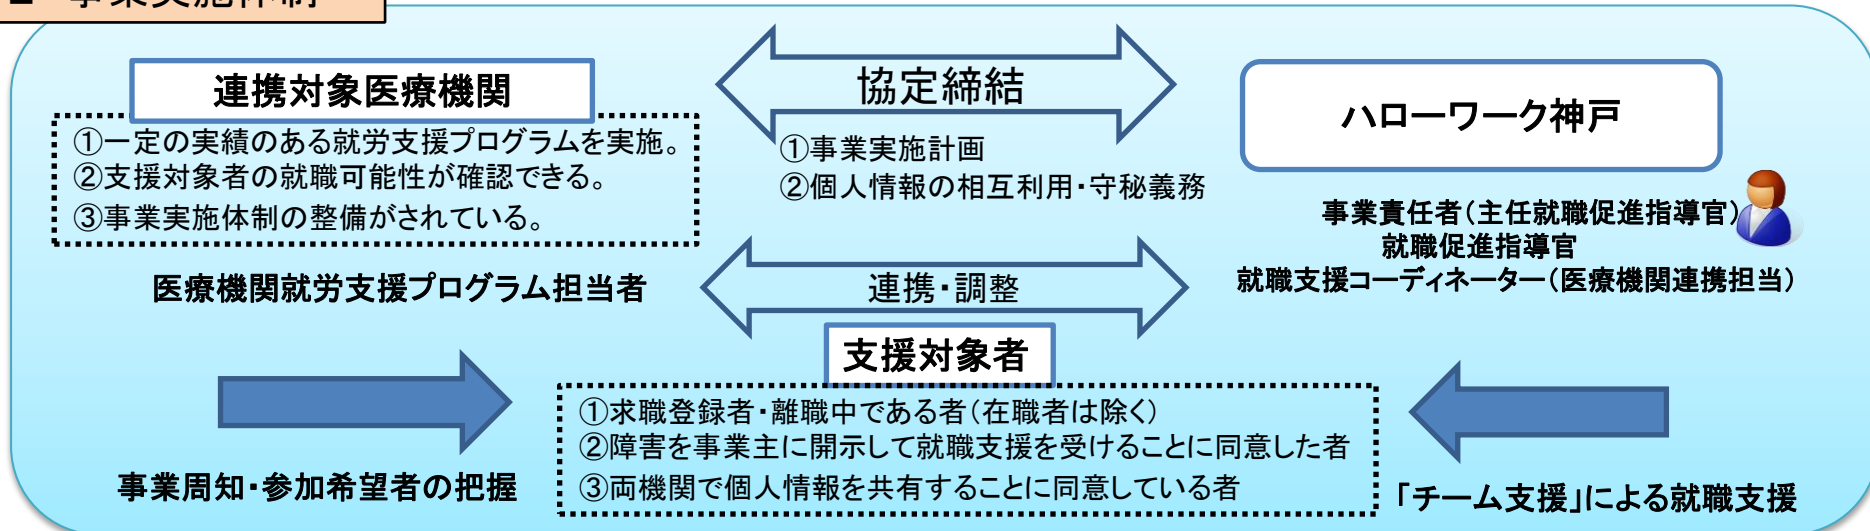 事業実施体制
連携対象医療機関
①一定の実績のある就労支援プログラムを実施。
②支援対象者の就職可能性が確認できる。
③事業実施体制の整備がされている。
医療機関就労支援プログラム担当者
協定締結
①事業実施計画
②個人情報の相互利用・守秘義務
連携・調整
ハローワーク神戸
事業責任者（主任就職促進指導官）
就職促進指導官
就職支援コーディネーター（医療機関連携担当）
支援対象者
①求職登録者・離職中である者（在職者は除く）
②障害を事業主に開示して就職支援を受けることに同意した者
③両機関で個人情報を共有することに同意している者
事業周知・参加希望者の把握
「チーム支援」による就職支援